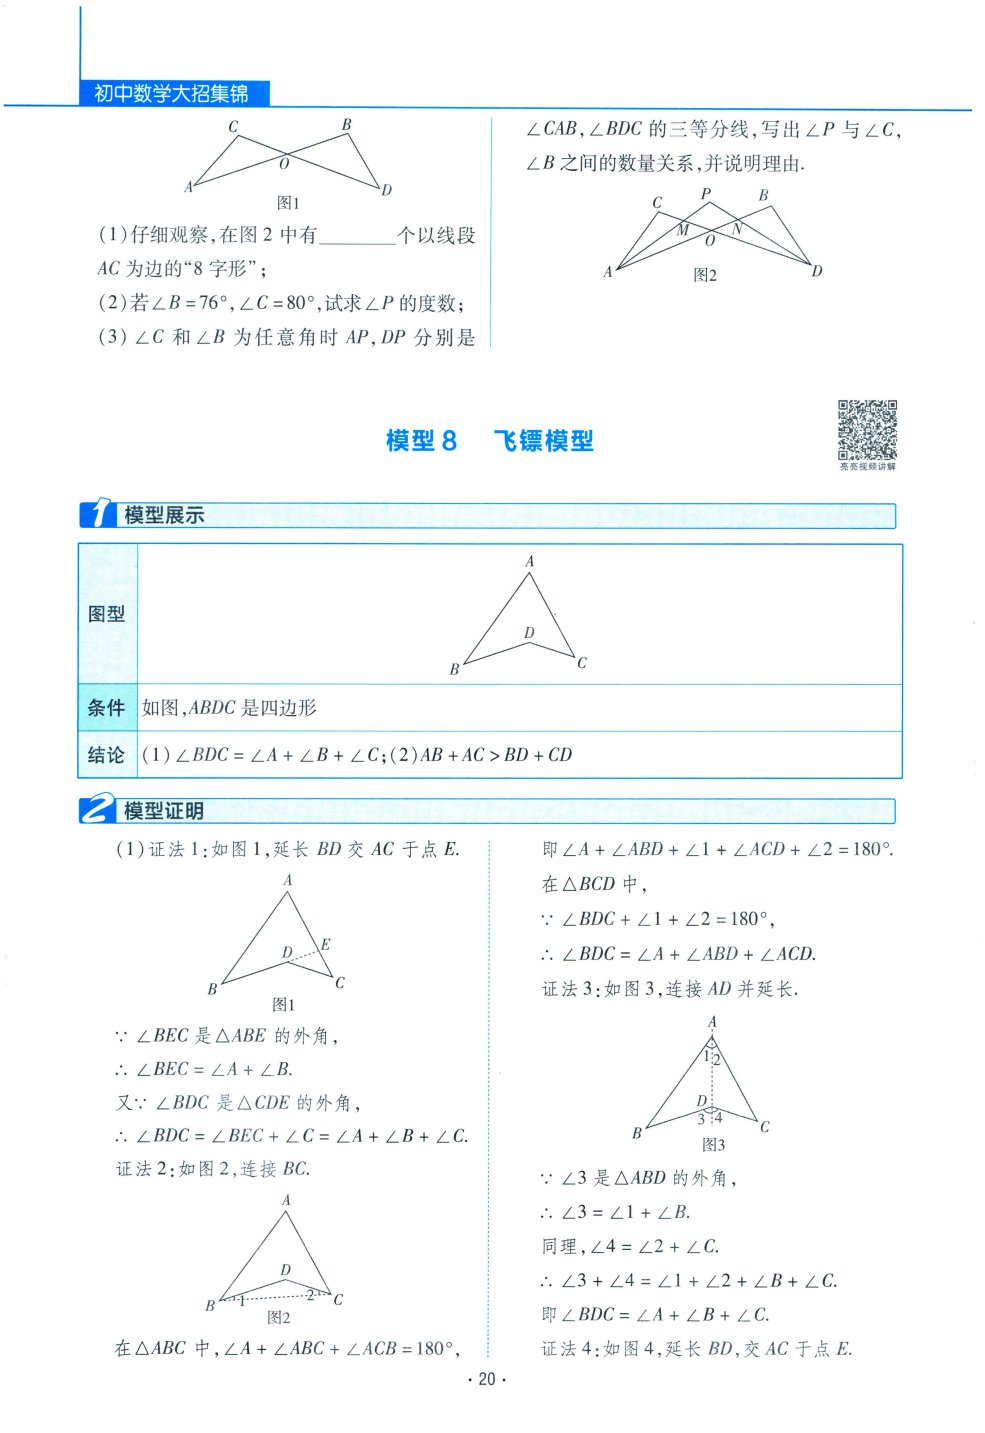 初中数学大招集锦
C
B
O
A
D
图1
(1)仔细观察,在图2中有________个以线段
AC为边的“8字形”;
(2)若∠B=76°,∠C=80°,试求∠P的度数;
(3)∠C和∠B为任意角时AP,DP分别是
∠CAB,∠BDC的三等分线,写出∠P与∠C,
∠B之间的数量关系,并说明理由.
C
P
B
M
O
N
A
D
图2
模型8 飞镖模型
亮亮视频讲解
1 模型展示
图型
A
D
B
C
条件 如图,ABDC是四边形
结论 (1)∠BDC=∠A+∠B+∠C;(2)AB+AC>BD+CD
2 模型证明
(1)证法1:如图1,延长BD交AC于点E.
A
D
E
B
C
图1
∵∠BEC是△ABE的外角,
∴∠BEC=∠A+∠B.
又∵∠BDC是△CDE的外角,
∴∠BDC=∠BEC+∠C=∠A+∠B+∠C.
证法2:如图2,连接BC.
A
D
B
1
2
C
图2
在△ABC中,∠A+∠ABC+∠ACB=180°,
即∠A+∠ABD+∠1+∠ACD+∠2=180°.
在△BCD中,
∵∠BDC+∠1+∠2=180°,
∴∠BDC=∠A+∠ABD+∠ACD.
证法3:如图3,连接AD并延长.
A
1
2
D
3
4
B
C
图3
∵∠3是△ABD的外角,
∴∠3=∠1+∠B.
同理,∠4=∠2+∠C.
∴∠3+∠4=∠1+∠2+∠B+∠C.
即∠BDC=∠A+∠B+∠C.
证法4:如图4,延长BD,交AC于点E.
·20·